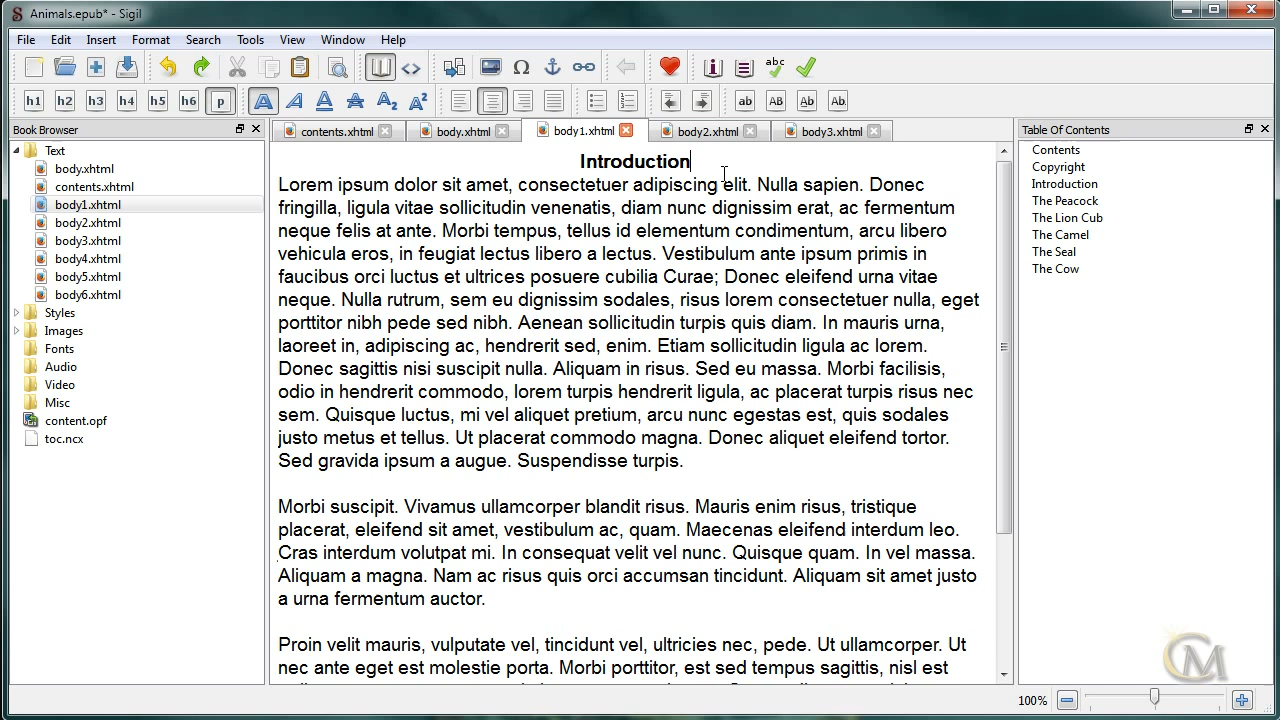 Animals.epub* - Sigil
File Edit Insert Format Search Tools View Window Help
abc
h1 h2 h3 h4 h5 h6 p A A A A A2 A2 ab AB Ab Ab.
Book Browser
Text
body.xhtml
contents.xhtml
body1.xhtml
body2.xhtml
body3.xhtml
body4.xhtml
body5.xhtml
body6.xhtml
Styles
Images
Fonts
Audio
Video
Misc
content.opf
toc.ncx
contents.xhtml body.xhtml body1.xhtml body2.xhtml body3.xhtml
Introduction
Lorem ipsum dolor sit amet, consectetuer adipiscing elit. Nulla sapien. Donec
fringilla, ligula vitae sollicitudin venenatis, diam nunc dignissim erat, ac fermentum
neque felis at ante. Morbi tempus, tellus id elementum condimentum, arcu libero
vehicula eros, in feugiat lectus libero a lectus. Vestibulum ante ipsum primis in
faucibus orci luctus et ultrices posuere cubilia Curae; Donec eleifend urna vitae
neque. Nulla rutrum, sem eu dignissim sodales, risus lorem consectetuer nulla, eget
porttitor nibh pede sed nibh. Aenean sollicitudin turpis quis diam. In mauris urna,
laoreet in, adipiscing ac, hendrerit sed, enim. Etiam sollicitudin ligula ac lorem.
Donec sagittis nisi suscipit nulla. Aliquam in risus. Sed eu massa. Morbi facilisis,
odio in hendrerit commodo, lorem turpis hendrerit ligula, ac placerat turpis risus nec
sem. Quisque luctus, mi vel aliquet pretium, arcu nunc egestas est, quis sodales
justo metus et tellus. Ut placerat commodo magna. Donec aliquet eleifend tortor.
Sed gravida ipsum a augue. Suspendisse turpis.
Morbi suscipit. Vivamus ullamcorper blandit risus. Mauris enim risus, tristique
placerat, eleifend sit amet, vestibulum ac, quam. Maecenas eleifend interdum leo.
Cras interdum volutpat mi. In consequat velit vel nunc. Quisque quam. In vel massa.
Aliquam a magna. Nam ac risus quis orci accumsan tincidunt. Aliquam sit amet justo
a urna fermentum auctor.
Proin velit mauris, vulputate vel, tincidunt vel, ultricies nec, pede. Ut ullamcorper. Ut
nec ante eget est molestie porta. Morbi porttitor, est sed tempus sagittis, nisl est
Table Of Contents
Contents
Copyright
Introduction
The Peacock
The Lion Cub
The Camel
The Seal
The Cow
CM
100%